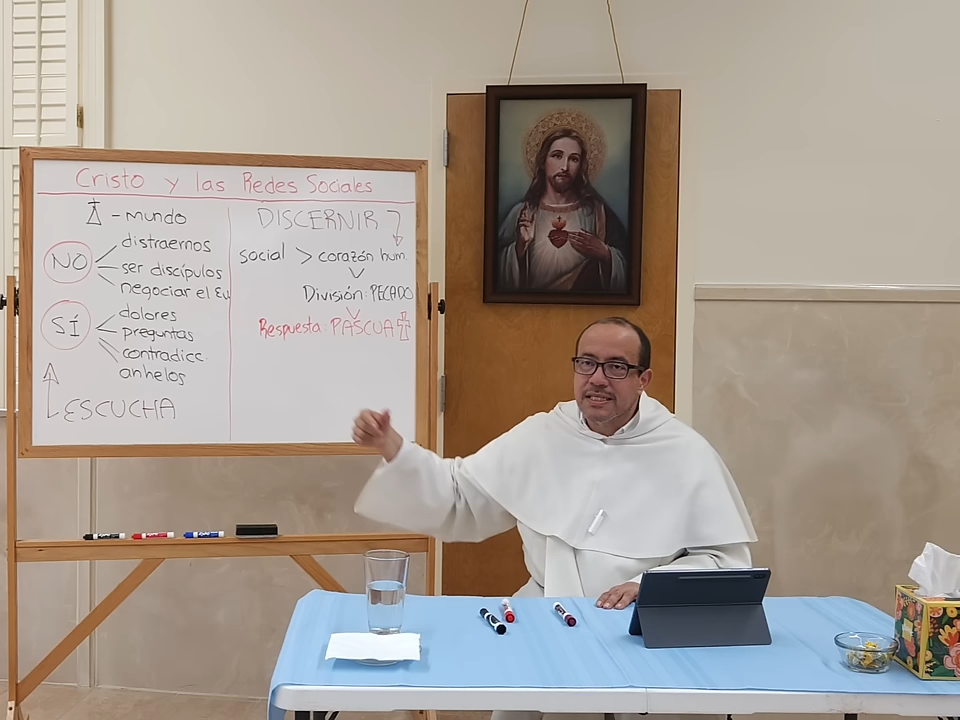 Cristo y las Redes Sociales
- mundo
NO
distraernos
ser discípulos
negociar el Ev
SÍ
dolores
preguntas
contradicc.
anhelos
ESCUCHA
DISCERNIR
social > corazón hum.
División: PECADO
Respuesta: PASCUA